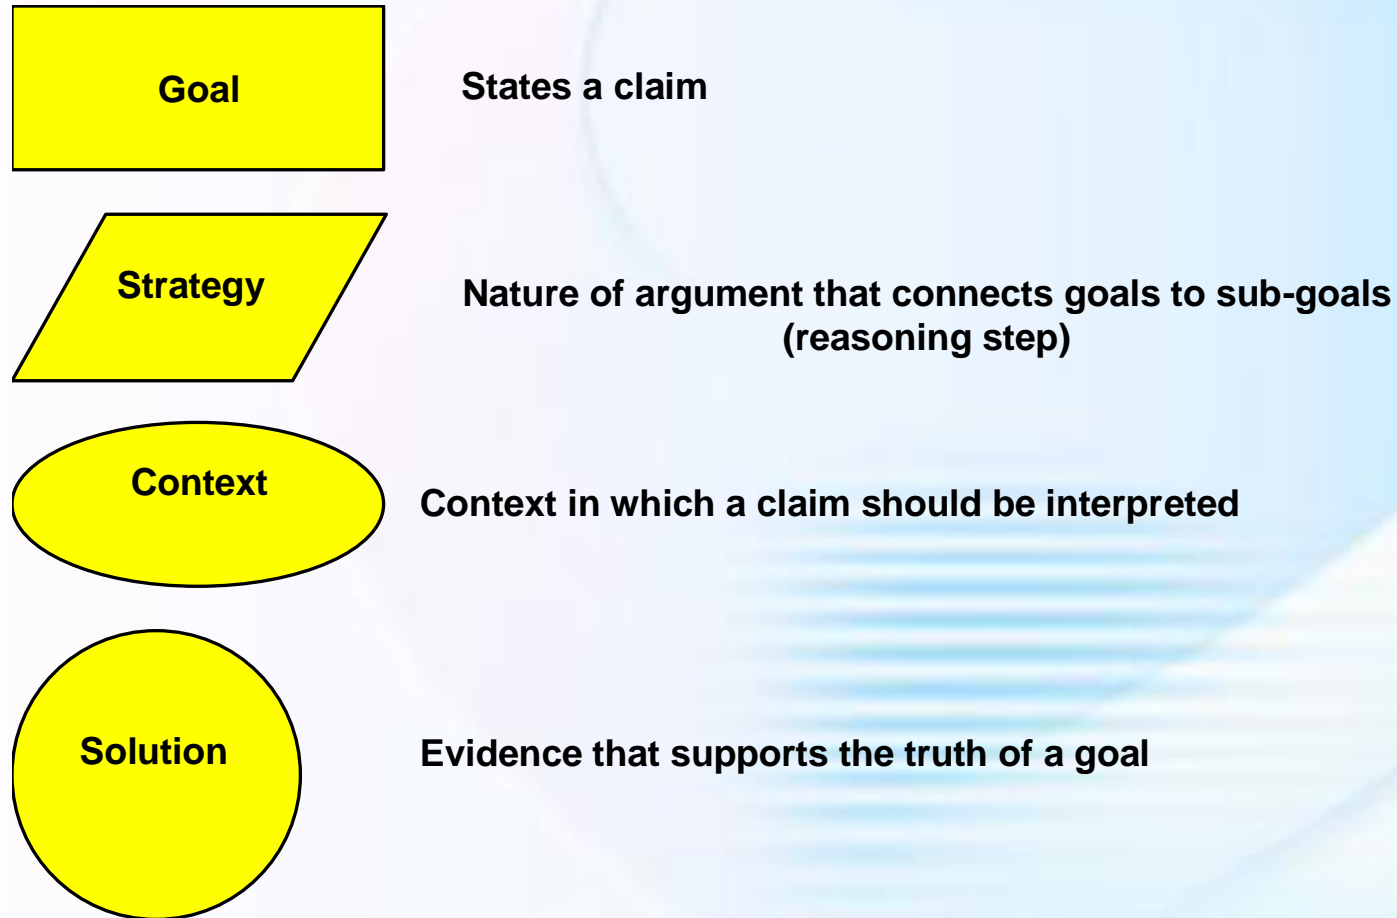 Goal
States a claim
Strategy
Nature of argument that connects goals to sub-goals
(reasoning step)
Context
Context in which a claim should be interpreted
Solution
Evidence that supports the truth of a goal